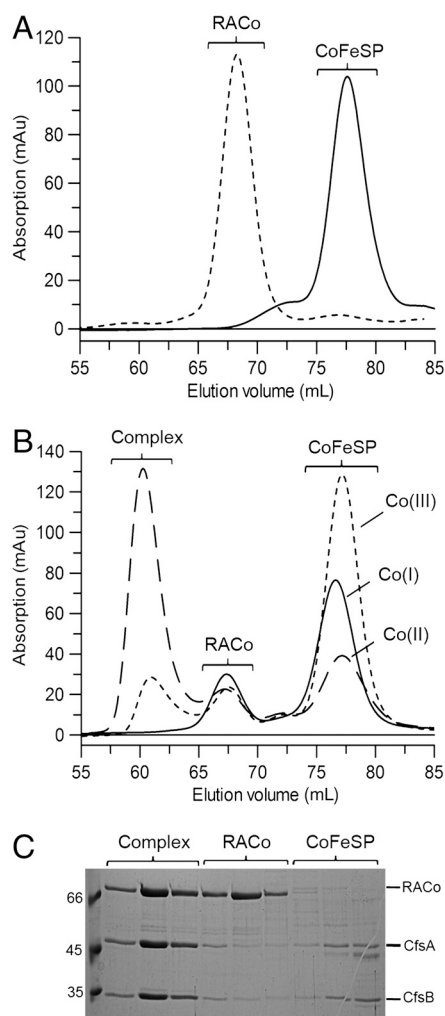 A
RACo
CoFeSP
Absorption (mAu)
120
100
80
60
40
20
0
55 60 65 70 75 80 85
Elution volume (mL)
B
Complex
RACo
CoFeSP
Co(III)
Co(I)
Co(II)
Absorption (mAu)
140
120
100
80
60
40
20
0
55 60 65 70 75 80 85
Elution volume (mL)
C
Complex RACo CoFeSP
66
45
35
RACo
CfsA
CfsB